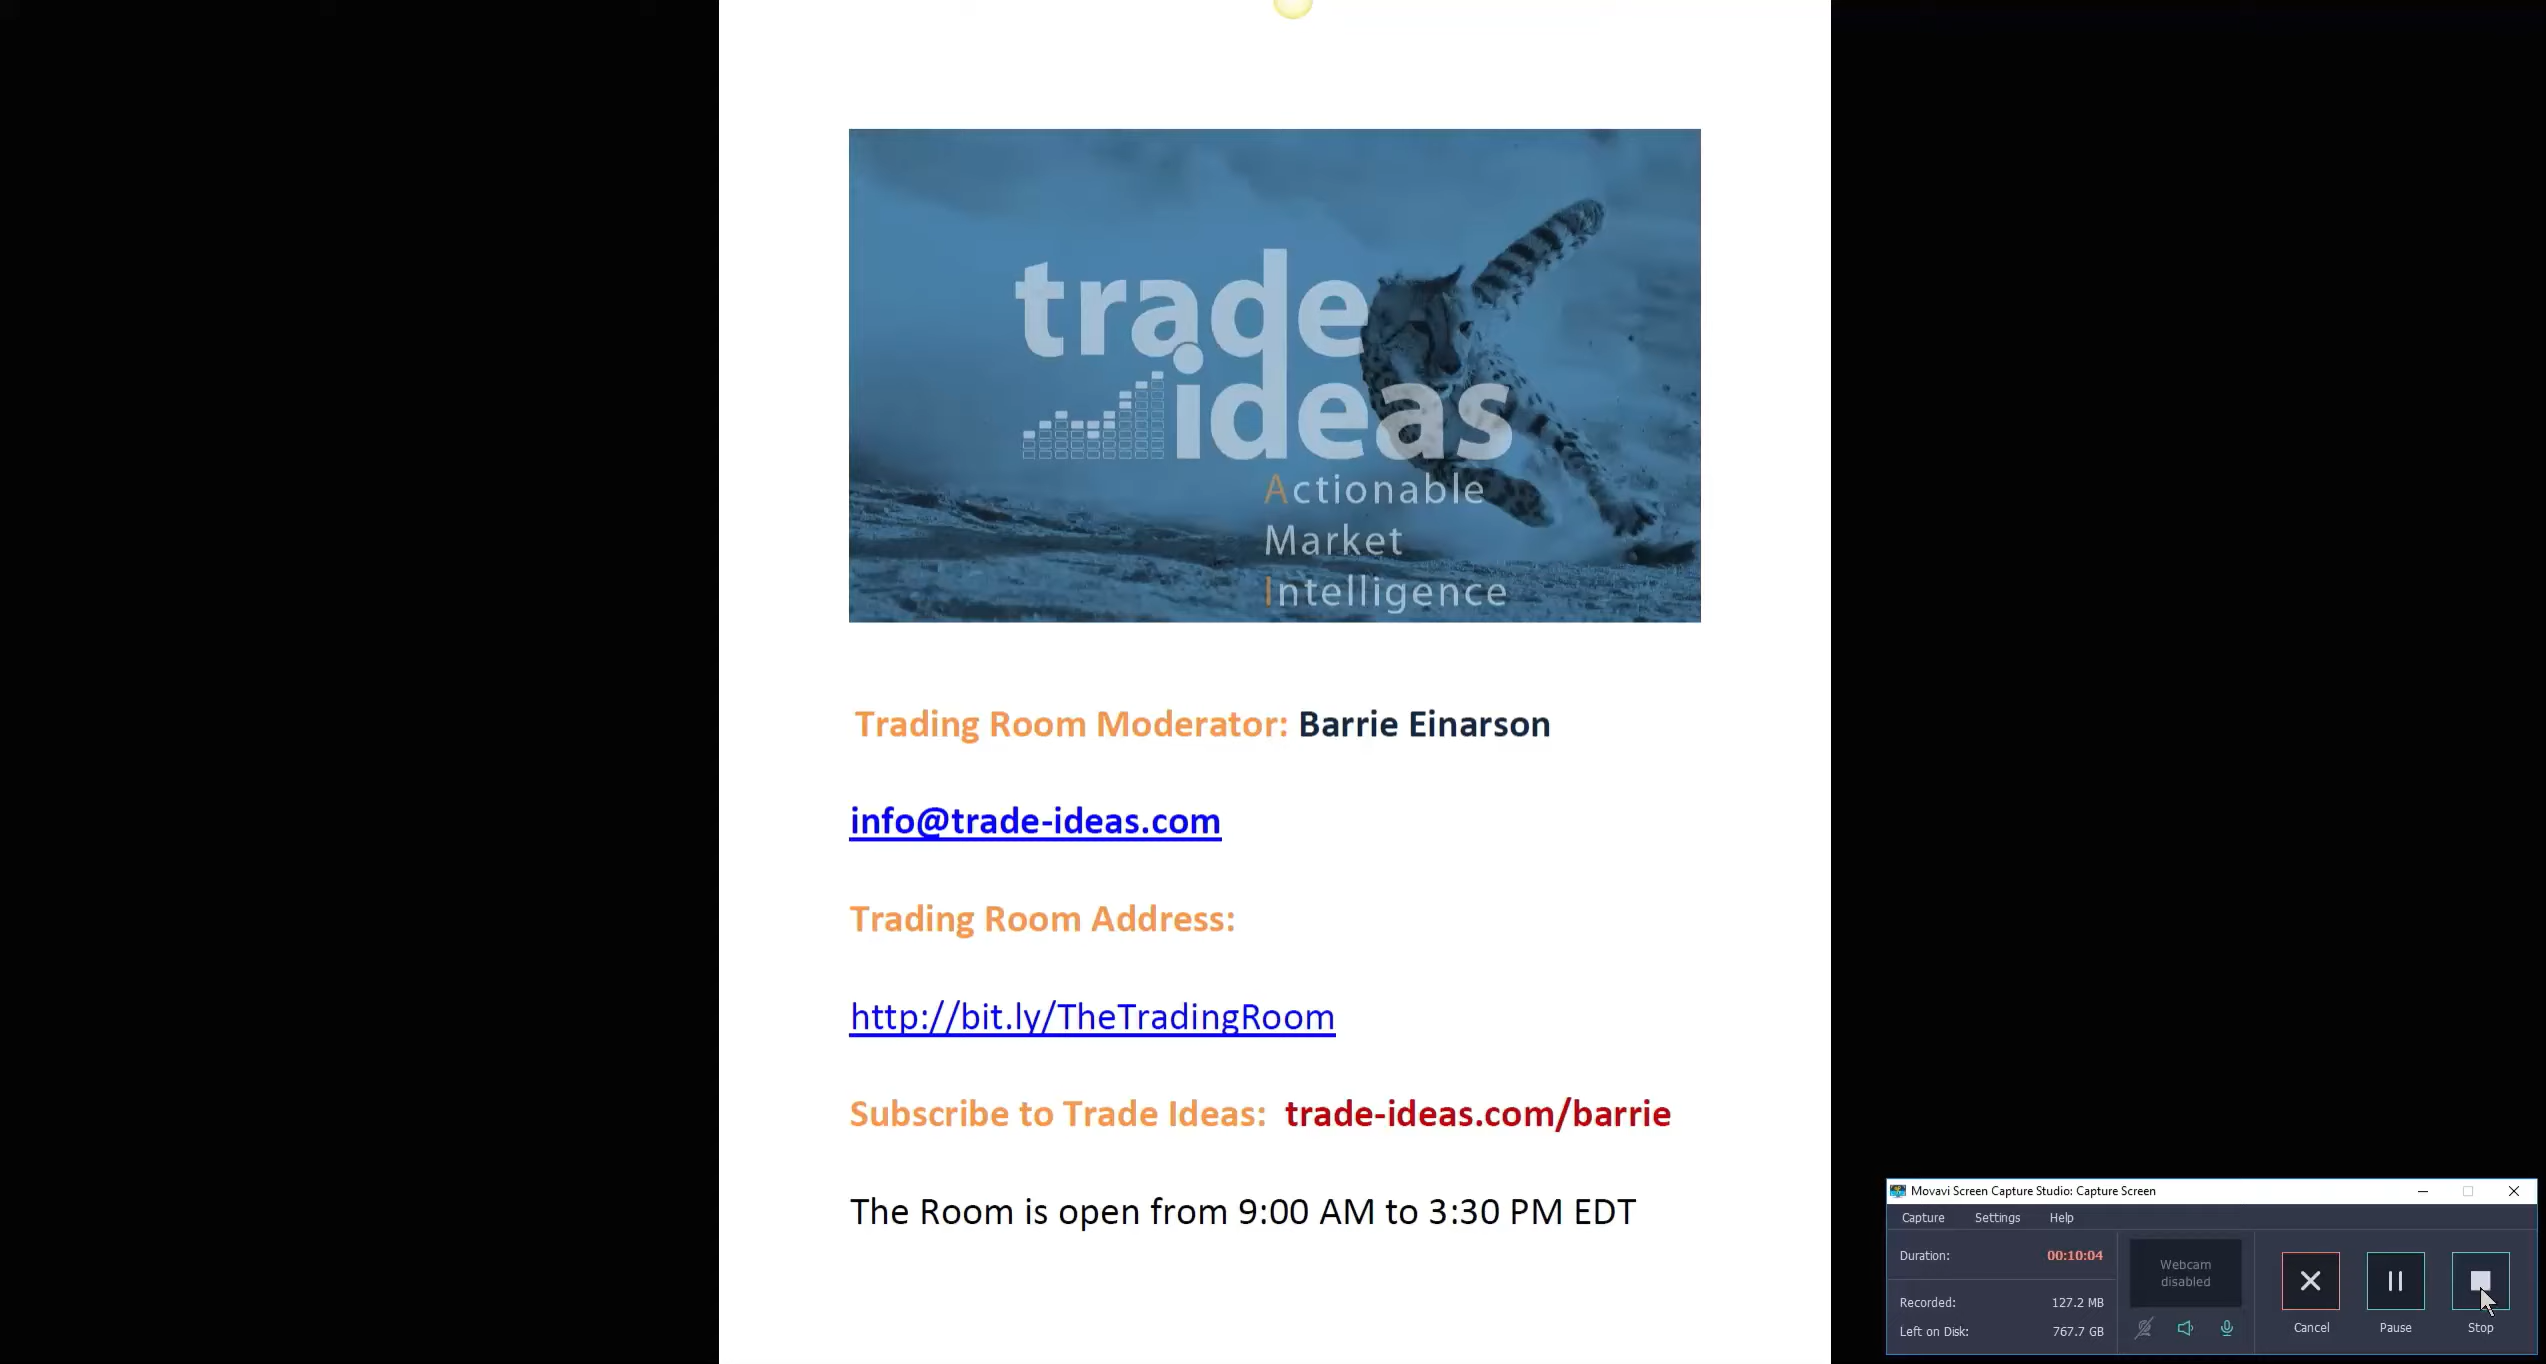 trade
ideas
Actionable
Market
Intelligence
Trading Room Moderator: Barrie Einarson
info@trade-ideas.com
Trading Room Address:
http://bit.ly/TheTradingRoom
Subscribe to Trade Ideas: trade-ideas.com/barrie
The Room is open from 9:00 AM to 3:30 PM EDT
Movavi Screen Capture Studio: Capture Screen
Capture Settings Help
Duration: 00:10:04
Webcam
disabled
Recorded: 127.2 MB
Left on Disk: 767.7 GB
Cancel Pause Stop